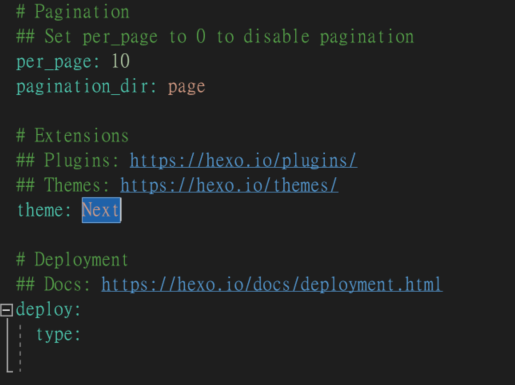 # Pagination
## Set per_page to 0 to disable pagination
per_page: 10
pagination_dir: page
# Extensions
## Plugins: https://hexo.io/plugins/
## Themes: https://hexo.io/themes/
theme: Next
# Deployment
## Docs: https://hexo.io/docs/deployment.html
deploy:
type: